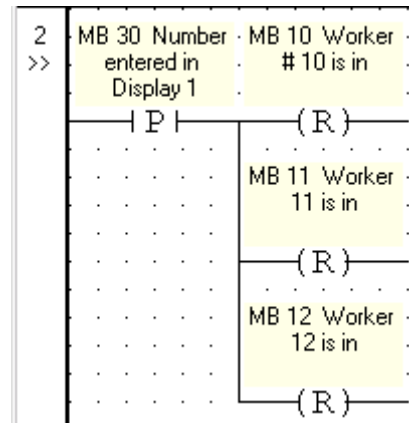 2
>>
MB 30 Number
entered in
Display 1
P
MB 10 Worker
# 10 is in
R
MB 11 Worker
11 is in
R
MB 12 Worker
12 is in
R